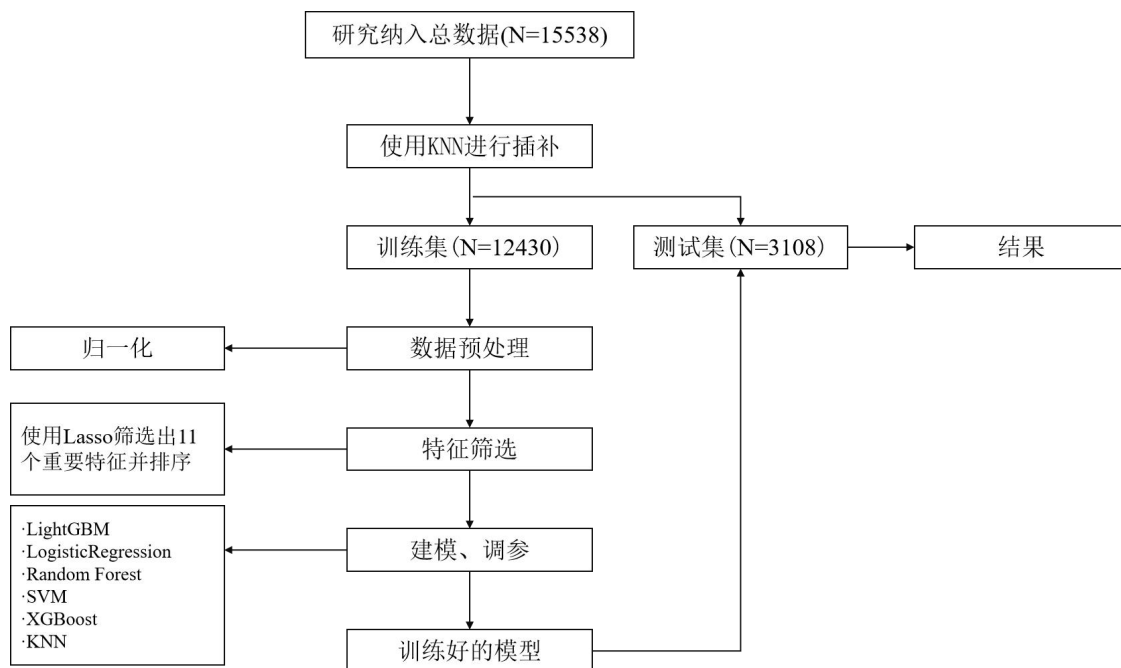 研究纳入总数据(N=15538)
使用KNN进行插补
训练集(N=12430)
测试集(N=3108)
结果
归一化
数据预处理
使用Lasso筛选出11
个重要特征并排序
特征筛选
·LightGBM
·LogisticRegression
·Random Forest
·SVM
·XGBoost
·KNN
建模、调参
训练好的模型